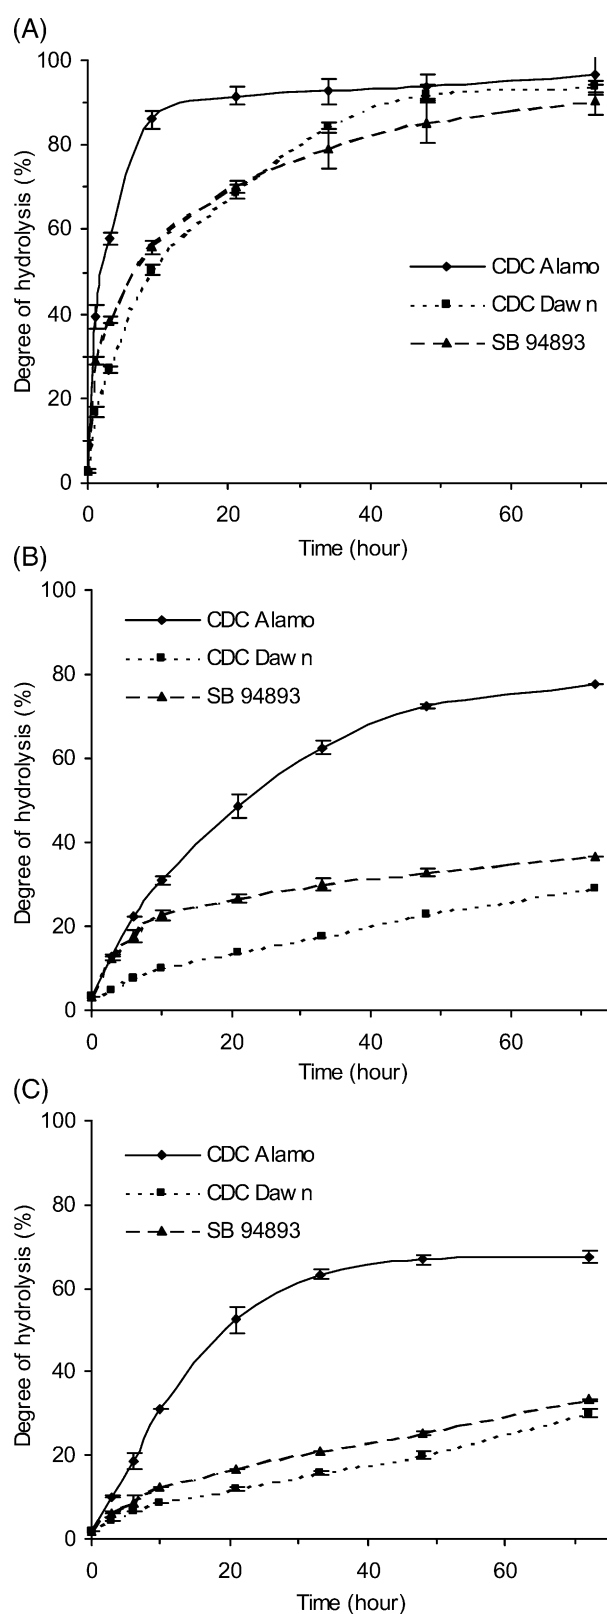 (A)
100
80
60
40
20
0
Degree of hydrolysis (%)
CDC Alamo
CDC Daw n
SB 94893
0 20 40 60
Time (hour)
(B)
100
80
60
40
20
0
Degree of hydrolysis (%)
CDC Alamo
CDC Daw n
SB 94893
0 20 40 60
Time (hour)
(C)
100
80
60
40
20
0
Degree of hydrolysis (%)
CDC Alamo
CDC Daw n
SB 94893
0 20 40 60
Time (hour)